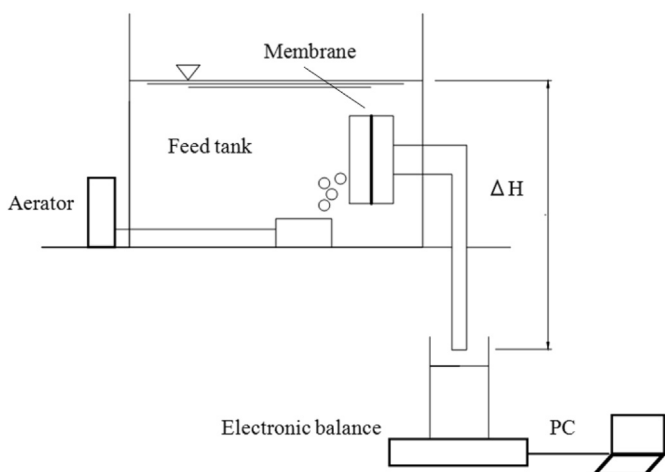 Membrane
Feed tank
Aerator
ΔH
Electronic balance
PC